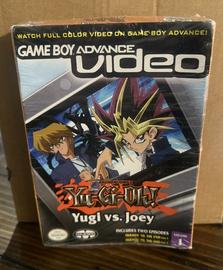 WATCH FULL COLOR VIDEO ON GAME BOY ADVANCE!
GAME BOY ADVANCE
Video
Yu-Gi-Oh!
Yugi vs. Joey
INCLUDES TWO EPISODES